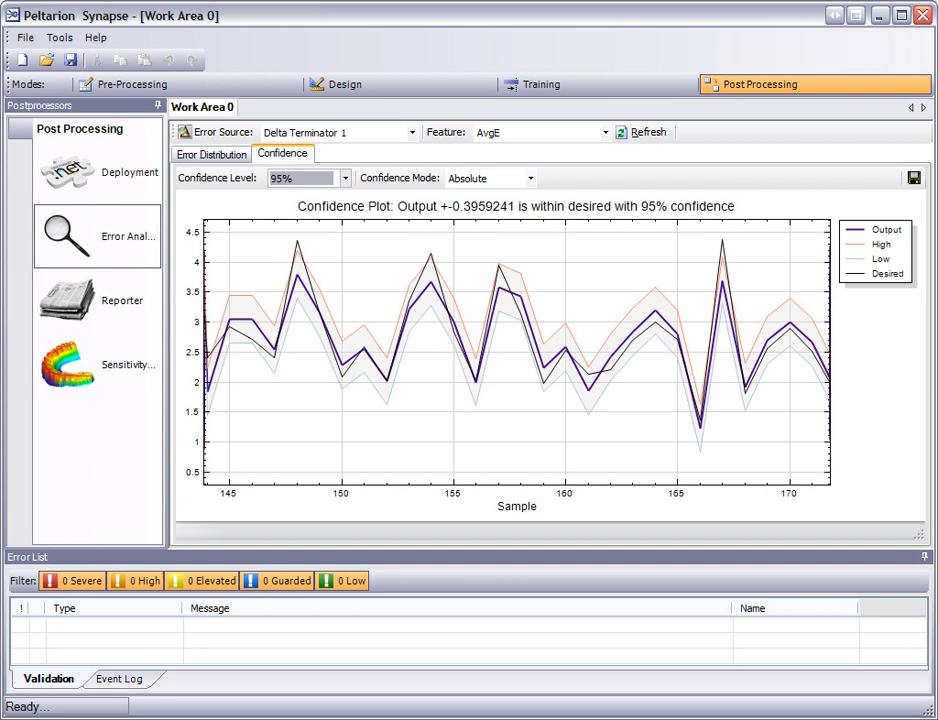 Peltarion Synapse - [Work Area 0]
File Tools Help
Modes: Pre-Processing Design Training Post Processing
Postprocessors
Work Area 0
Post Processing
.net
Deployment
Error Anal...
Reporter
Sensitivity...
Error Source: Delta Terminator 1 Feature: AvgE Refresh
Error Distribution Confidence
Confidence Level: 95% Confidence Mode: Absolute
Confidence Plot: Output +-0.3959241 is within desired with 95% confidence
4.5
4
3.5
3
2.5
2
1.5
1
0.5
145 150 155 160 165 170
Sample
Output
High
Low
Desired
Error List
Filter: 0 Severe 0 High 0 Elevated 0 Guarded 0 Low
! Type Message Name
Validation Event Log
Ready...